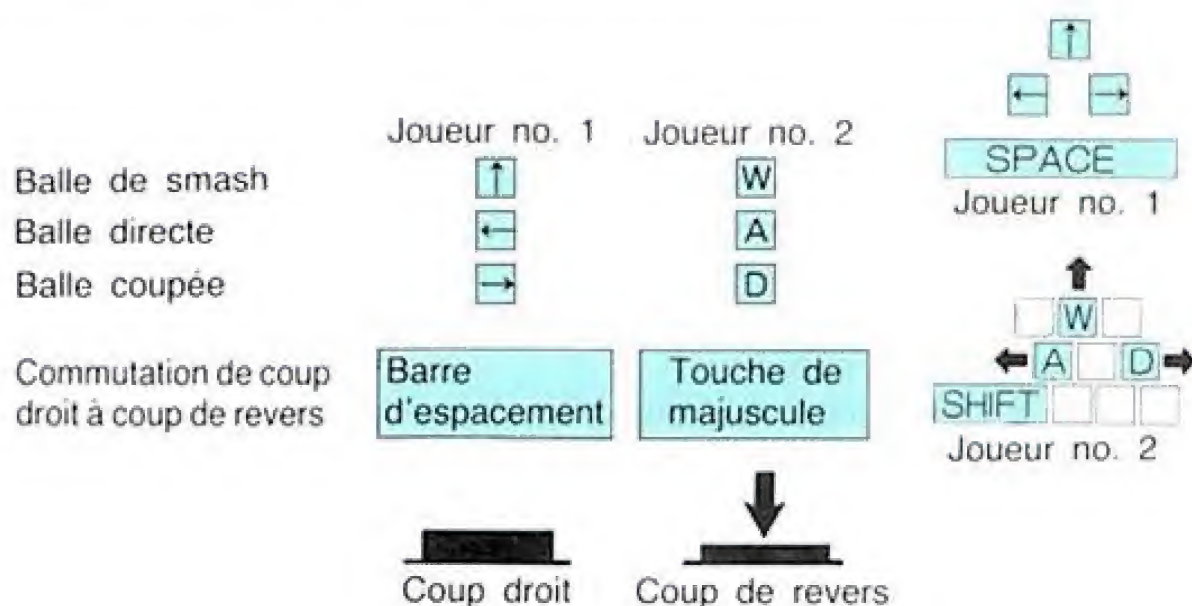 Joueur no. 1 Joueur no. 2
Balle de smash ↑ W
Balle directe ← A
Balle coupée → D
Commutation de coup
droit à coup de revers
Barre
d'espacement
Touche de
majuscule
Coup droit Coup de revers
↑
← →
SPACE
Joueur no. 1
W
A D
SHIFT
Joueur no. 2